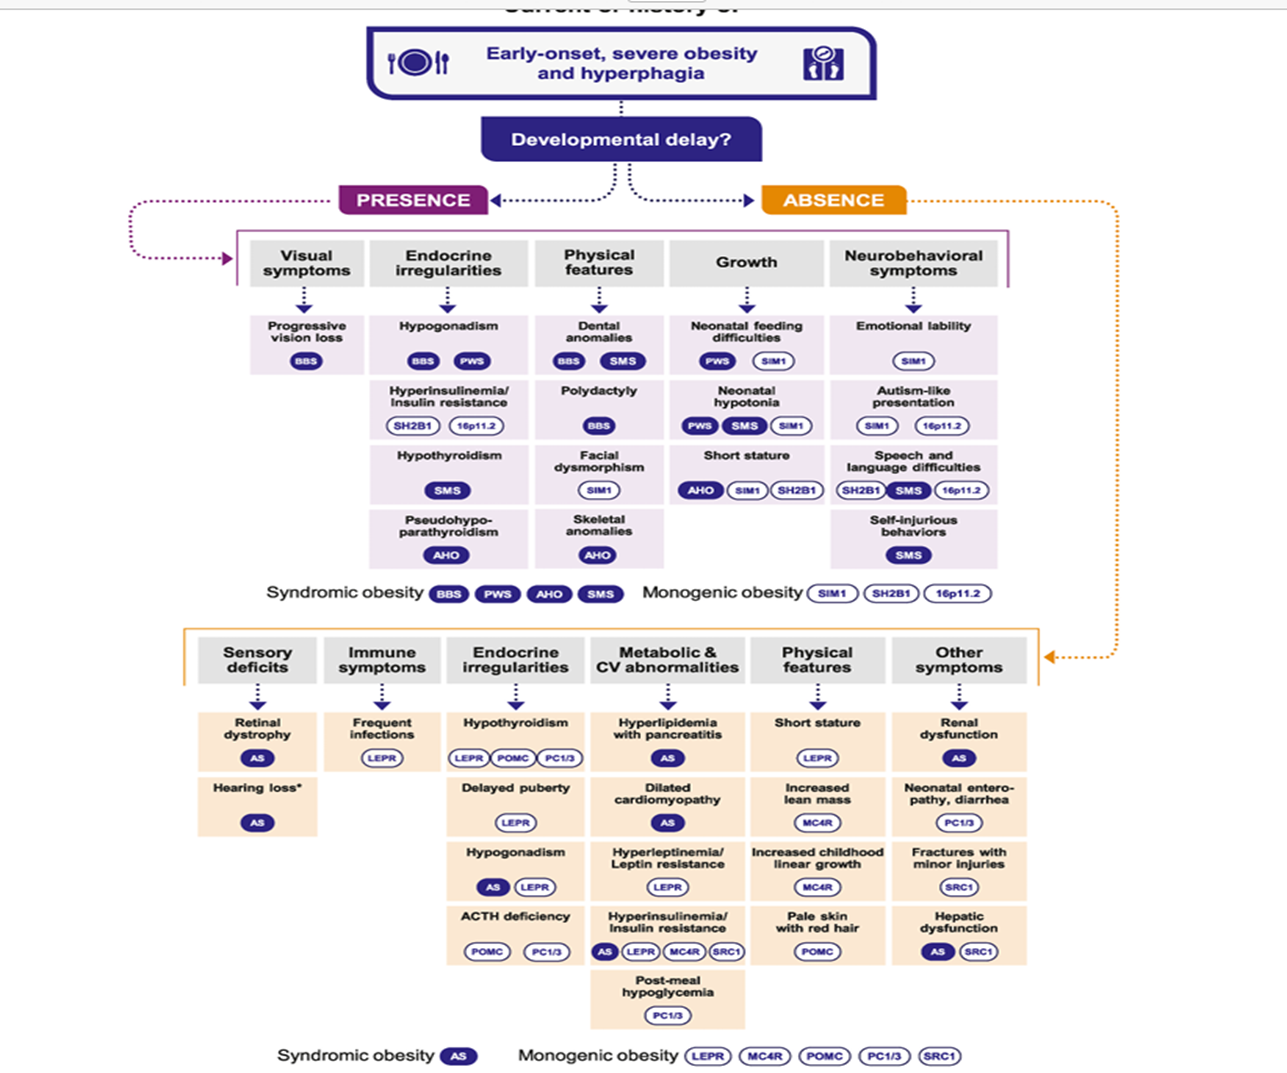 Current or history of
Early-onset, severe obesity
and hyperphagia
Developmental delay?
PRESENCE
ABSENCE
Visual
symptoms
Endocrine
irregularities
Physical
features
Growth
Neurobehavioral
symptoms
Progressive
vision loss
BBS
Hypogonadism
BBS PWS
Dental
anomalies
BBS SMS
Neonatal feeding
difficulties
PWS SIM1
Emotional lability
SIM1
Hyperinsulinemia/
Insulin resistance
SH2B1 16p11.2
Polydactyly
BBS
Neonatal
hypotonia
PWS SMS SIM1
Autism-like
presentation
SIM1 16p11.2
Hypothyroidism
SMS
Facial
dysmorphism
SIM1
Short stature
AHO SIM1 SH2B1
Speech and
language difficulties
SH2B1 SMS 16p11.2
Pseudohypo-
parathyroidism
AHO
Skeletal
anomalies
AHO
Self-injurious
behaviors
SMS
Syndromic obesity BBS PWS AHO SMS Monogenic obesity SIM1 SH2B1 16p11.2
Sensory
deficits
Immune
symptoms
Endocrine
irregularities
Metabolic &
CV abnormalities
Physical
features
Other
symptoms
Retinal
dystrophy
AS
Frequent
infections
LEPR
Hypothyroidism
LEPR POMC PC1/3
Hyperlipidemia
with pancreatitis
AS
Short stature
LEPR
Renal
dysfunction
AS
Hearing loss*
AS
Delayed puberty
LEPR
Dilated
cardiomyopathy
AS
Increased
lean mass
MC4R
Neonatal entero-
pathy, diarrhea
PC1/3
Hypogonadism
AS LEPR
Hyperleptinemia/
Leptin resistance
LEPR
Increased childhood
linear growth
MC4R
Fractures with
minor injuries
SRC1
ACTH deficiency
POMC PC1/3
Hyperinsulinemia/
Insulin resistance
AS LEPR MC4R SRC1
Pale skin
with red hair
POMC
Hepatic
dysfunction
AS SRC1
Post-meal
hypoglycemia
PC1/3
Syndromic obesity AS Monogenic obesity LEPR MC4R POMC PC1/3 SRC1